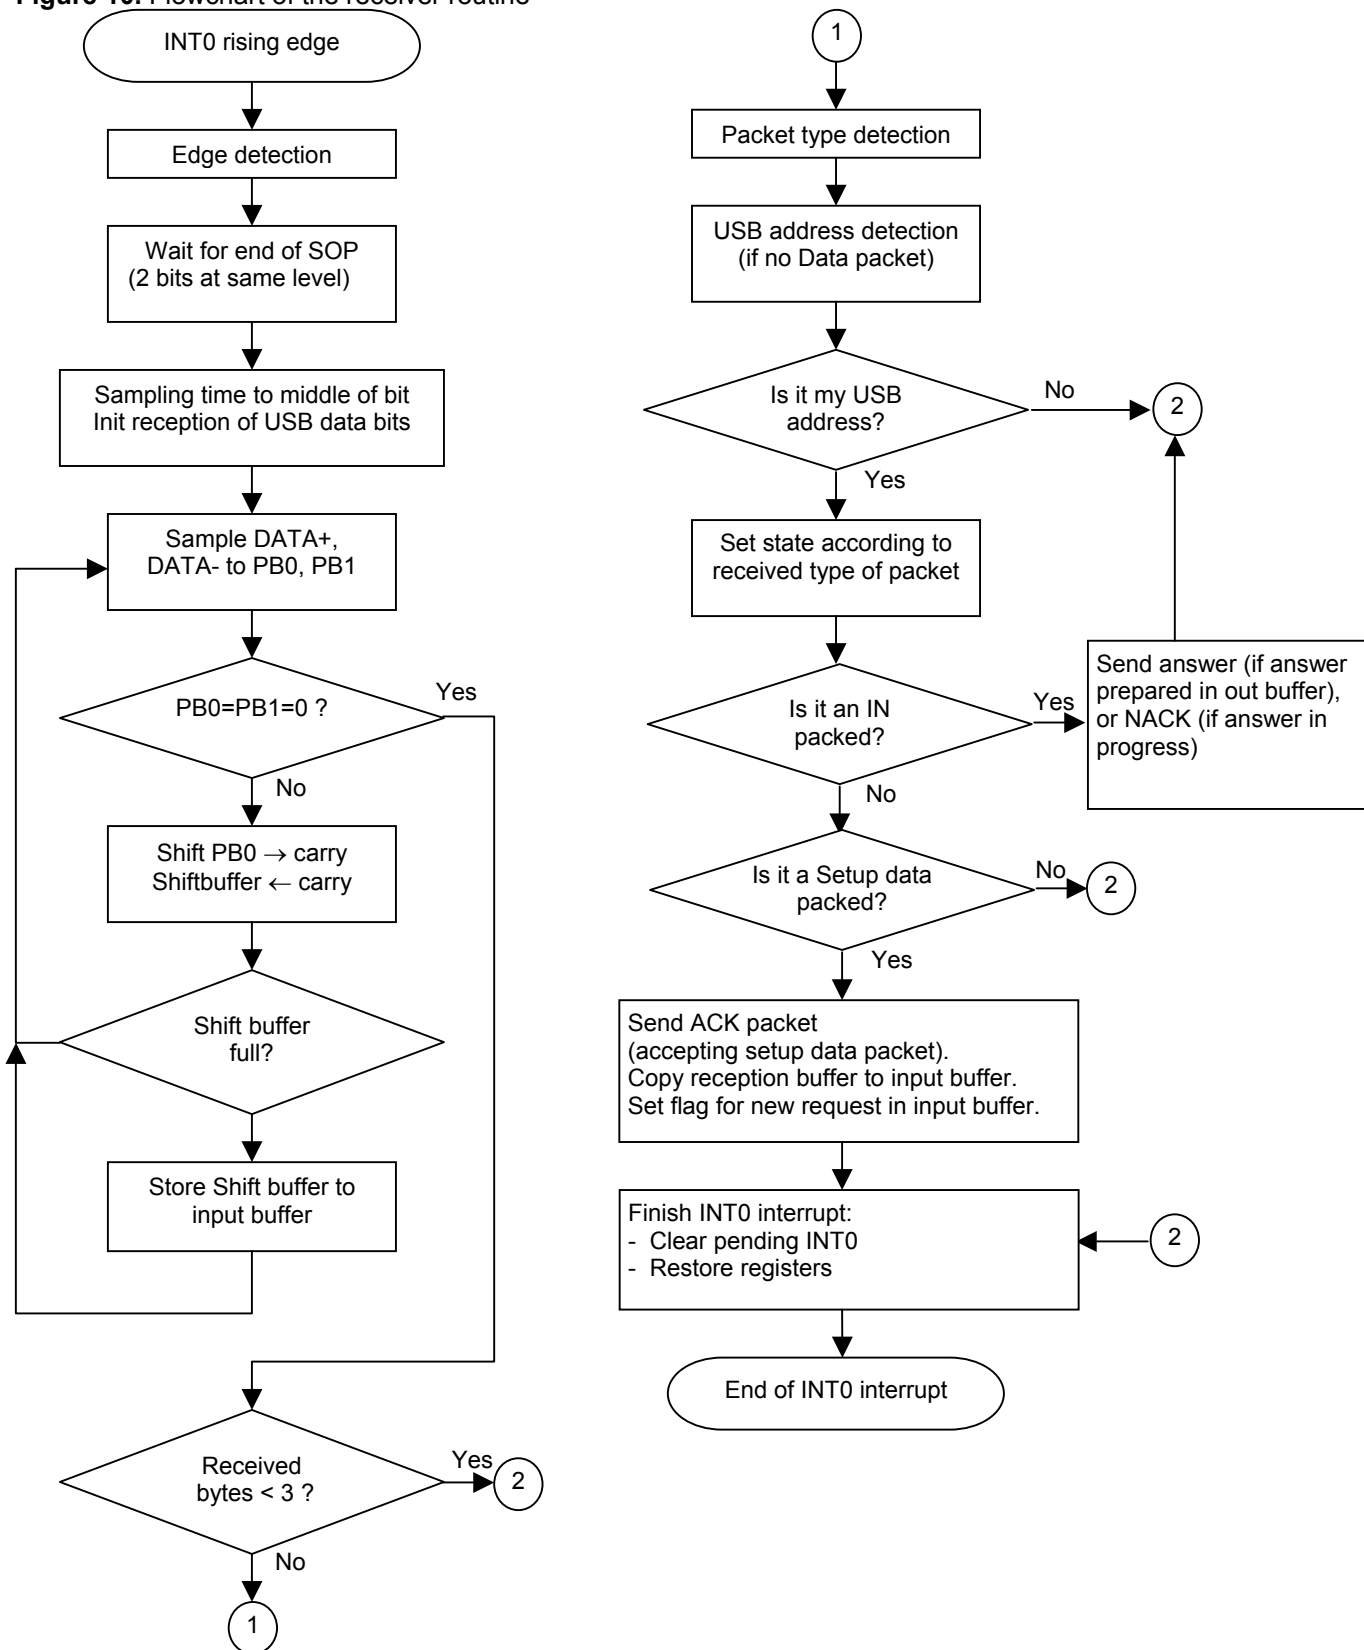 Figure 10. Flowchart of the receiver routine
INT0 rising edge
Edge detection
Wait for end of SOP
(2 bits at same level)
Sampling time to middle of bit
Init reception of USB data bits
Sample DATA+,
DATA- to PB0, PB1
PB0=PB1=0 ?
Yes
No
Shift PB0 → carry
Shiftbuffer ← carry
Shift buffer
full?
Store Shift buffer to
input buffer
Received
bytes < 3 ?
Yes
2
No
1
1
Packet type detection
USB address detection
(if no Data packet)
Is it my USB
address?
No
2
Yes
Set state according to
received type of packet
Is it an IN
packed?
Yes
Send answer (if answer
prepared in out buffer),
or NACK (if answer in
progress)
No
Is it a Setup data
packed?
No
2
Yes
Send ACK packet
(accepting setup data packet).
Copy reception buffer to input buffer.
Set flag for new request in input buffer.
Finish INT0 interrupt:
- Clear pending INT0
- Restore registers
2
End of INT0 interrupt